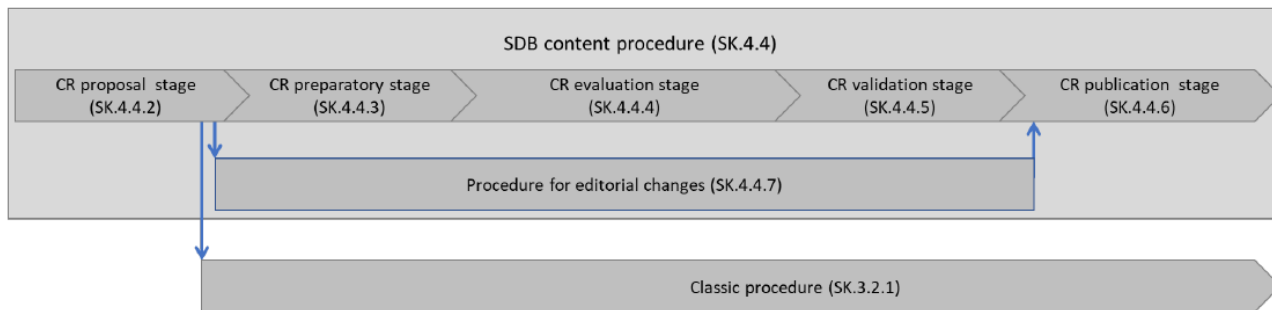 SDB content procedure (SK.4.4)
CR proposal stage
(SK.4.4.2)
CR preparatory stage
(SK.4.4.3)
CR evaluation stage
(SK.4.4.4)
CR validation stage
(SK.4.4.5)
CR publication stage
(SK.4.4.6)
Procedure for editorial changes (SK.4.4.7)
Classic procedure (SK.3.2.1)